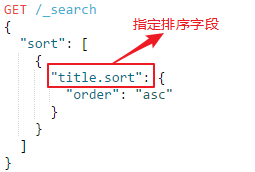 GET /_search
指定排序字段
{
  "sort": [
    {
      "title.sort": {
        "order": "asc"
      }
    }
  ]
}